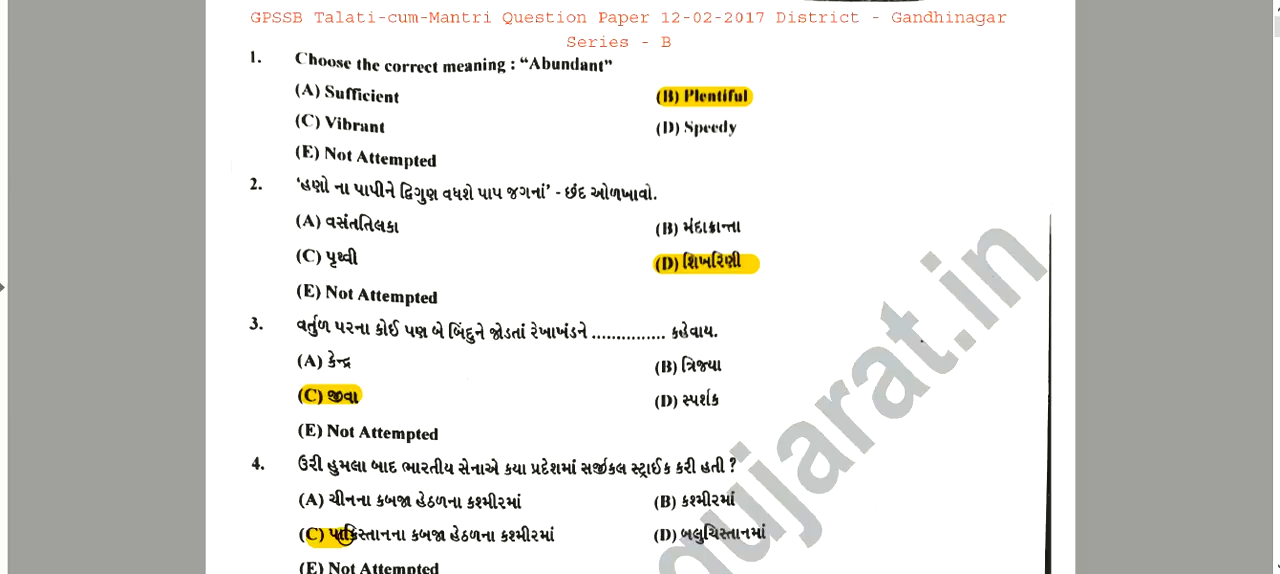 GPSSB Talati-cum-Mantri Question Paper 12-02-2017 District - Gandhinagar
Series - B
1. Choose the correct meaning : “Abundant”
(A) Sufficient (B) Plentiful
(C) Vibrant (D) Speedy
(E) Not Attempted
2. ‘હણો ના પાપીને દ્વિગુણ વધશે પાપ જગનાં’ - છંદ ઓળખાવો.
(A) વસંતતિલકા (B) મંદાક્રાન્તા
(C) પૃથ્વી (D) શિખરિણી
(E) Not Attempted
3. વર્તુળ પરના કોઈ પણ બે બિંદુને જોડતાં રેખાખંડને ............... કહેવાય.
(A) કેન્દ્ર (B) ત્રિજ્યા
(C) જીવા (D) સ્પર્શક
(E) Not Attempted
4. ઉરી હુમલા બાદ ભારતીય સેનાએ કયા પ્રદેશમાં સર્જીકલ સ્ટ્રાઈક કરી હતી ?
(A) ચીનના કબજા હેઠળના કશ્મીરમાં (B) કશ્મીરમાં
(C) પાકિસ્તાનના કબજા હેઠળના કશ્મીરમાં (D) બલુચિસ્તાનમાં
(E) Not Attempted
gujarat.in